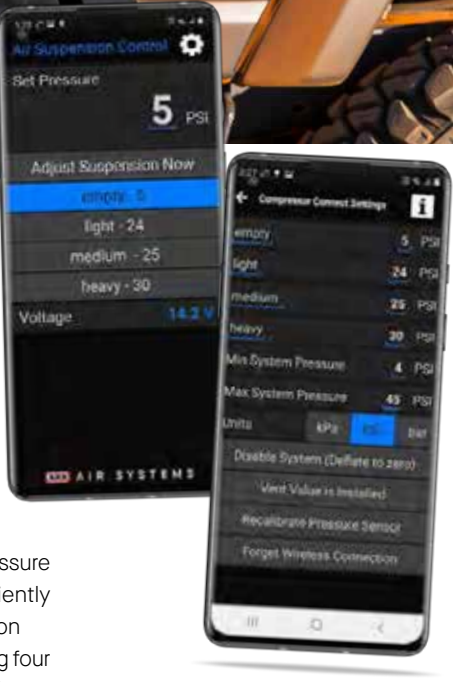 Air Suspension Control
Set Pressure
5 PSI
Adjust Suspension Now
empty - 5
light - 24
medium - 25
heavy - 30
Voltage 14.2 V
ARB AIR SYSTEMS
Compressor Connect Settings
empty 5 PSI
light 24 PSI
medium 25 PSI
heavy 30 PSI
Min System Pressure 4 PSI
Max System Pressure 45 PSI
Units kPa PSI bar
Disable System (Deflate to zero)
Vent Valve is Installed
Recalibrate Pressure Sensor
Forget Wireless Connection
ssure
iently
on
g four